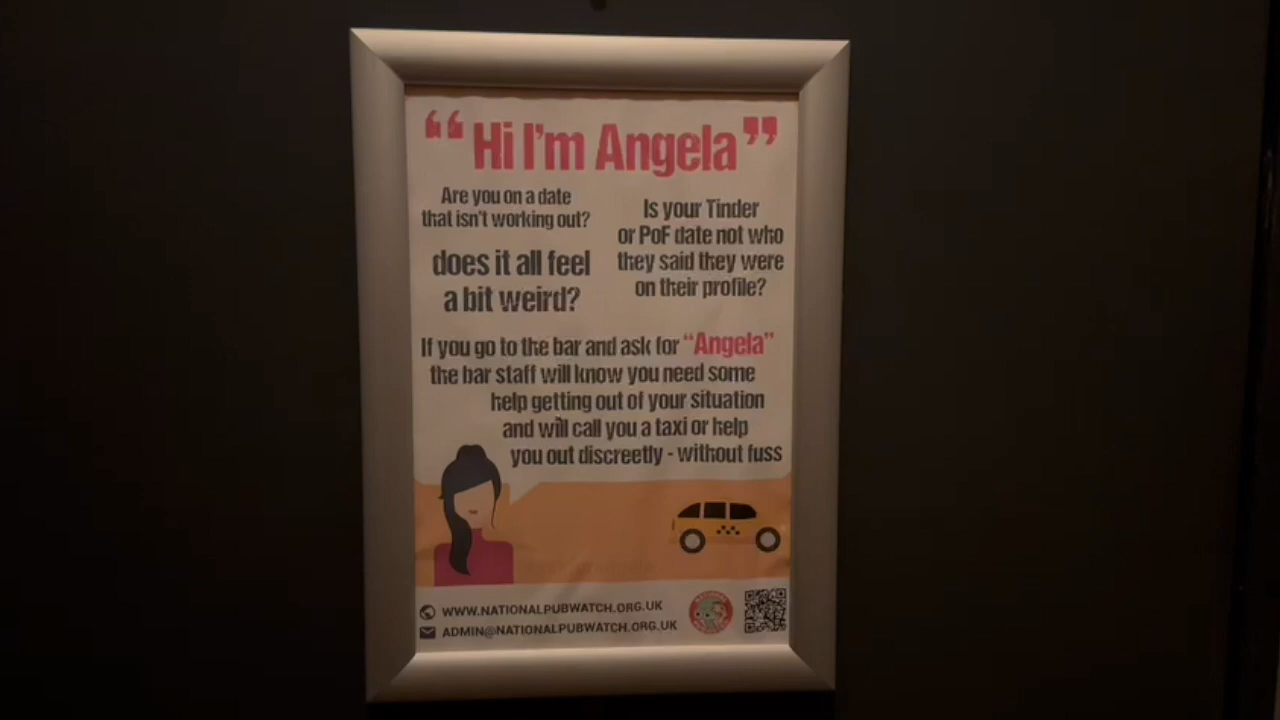 “Hi I'm Angela”
Are you on a date
that isn't working out?
does it all feel
a bit weird?
Is your Tinder
or PoF date not who
they said they were
on their profile?
If you go to the bar and ask for “Angela”
the bar staff will know you need some
help getting out of your situation
and will call you a taxi or help
you out discreetly - without fuss
WWW.NATIONALPUBWATCH.ORG.UK
ADMIN@NATIONALPUBWATCH.ORG.UK